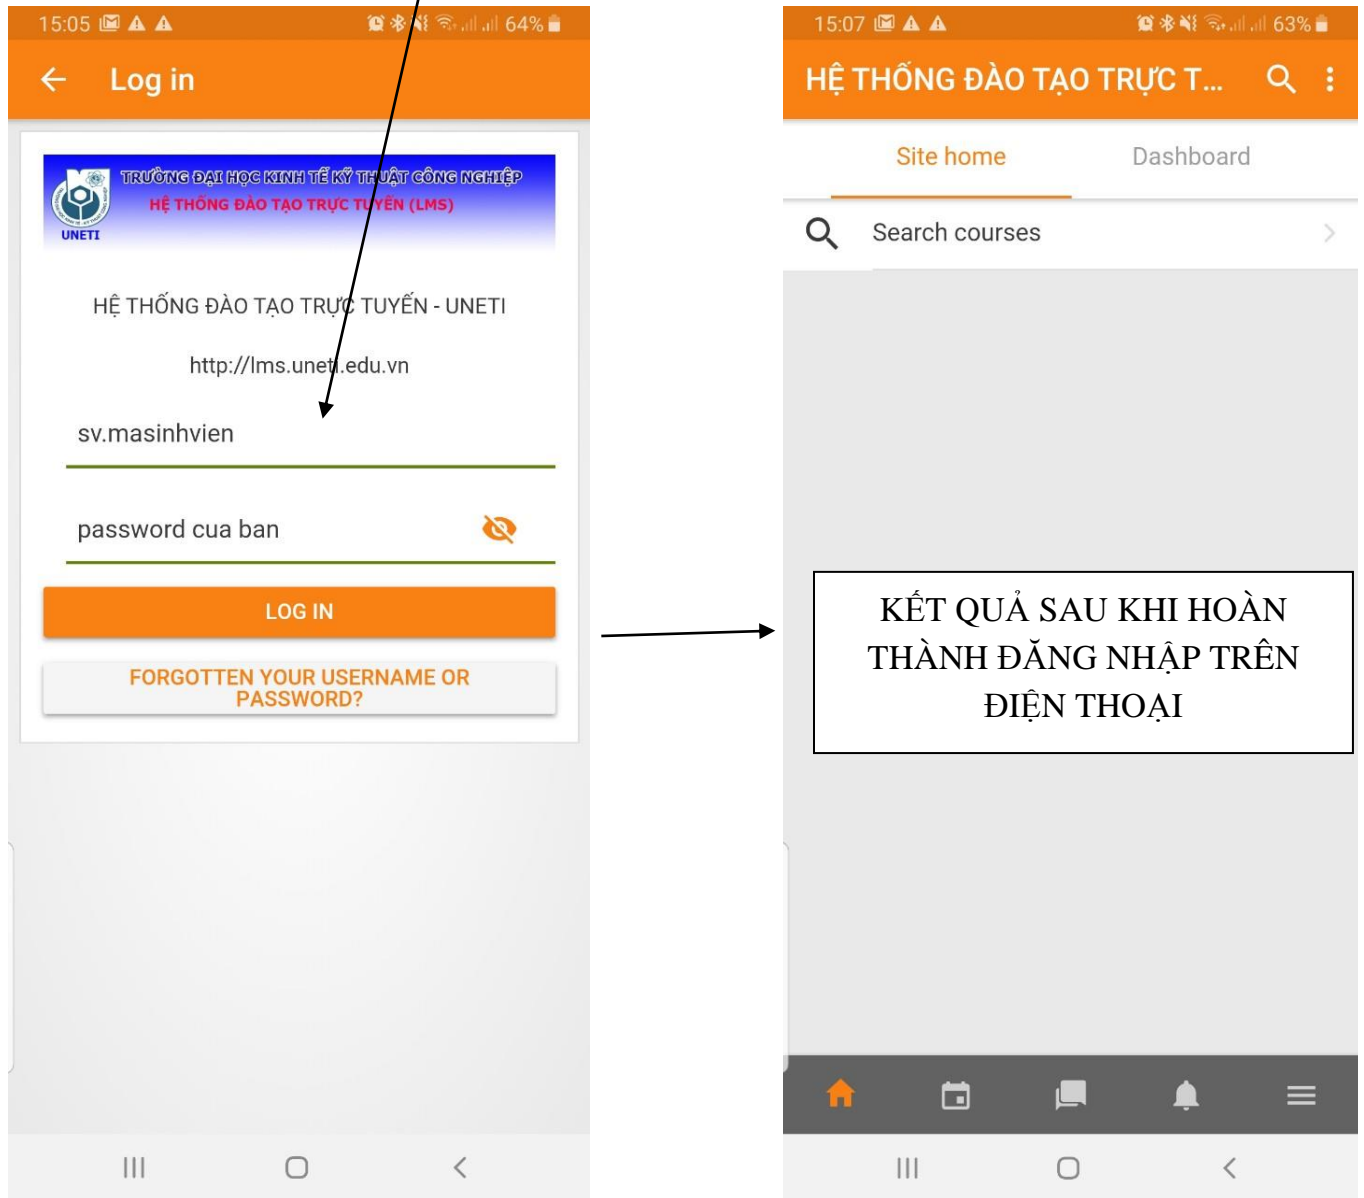 15:05
64%
Log in
TRƯỜNG ĐẠI HỌC KINH TẾ KỸ THUẬT CÔNG NGHIỆP
HỆ THỐNG ĐÀO TẠO TRỰC TUYẾN (LMS)
UNETI
HỆ THỐNG ĐÀO TẠO TRỰC TUYẾN - UNETI
http://lms.uneti.edu.vn
sv.masinhvien
password cua ban
LOG IN
FORGOTTEN YOUR USERNAME OR
PASSWORD?
15:07
63%
HỆ THỐNG ĐÀO TẠO TRỰC T...
Site home
Dashboard
Search courses
KẾT QUẢ SAU KHI HOÀN
THÀNH ĐĂNG NHẬP TRÊN
ĐIỆN THOẠI